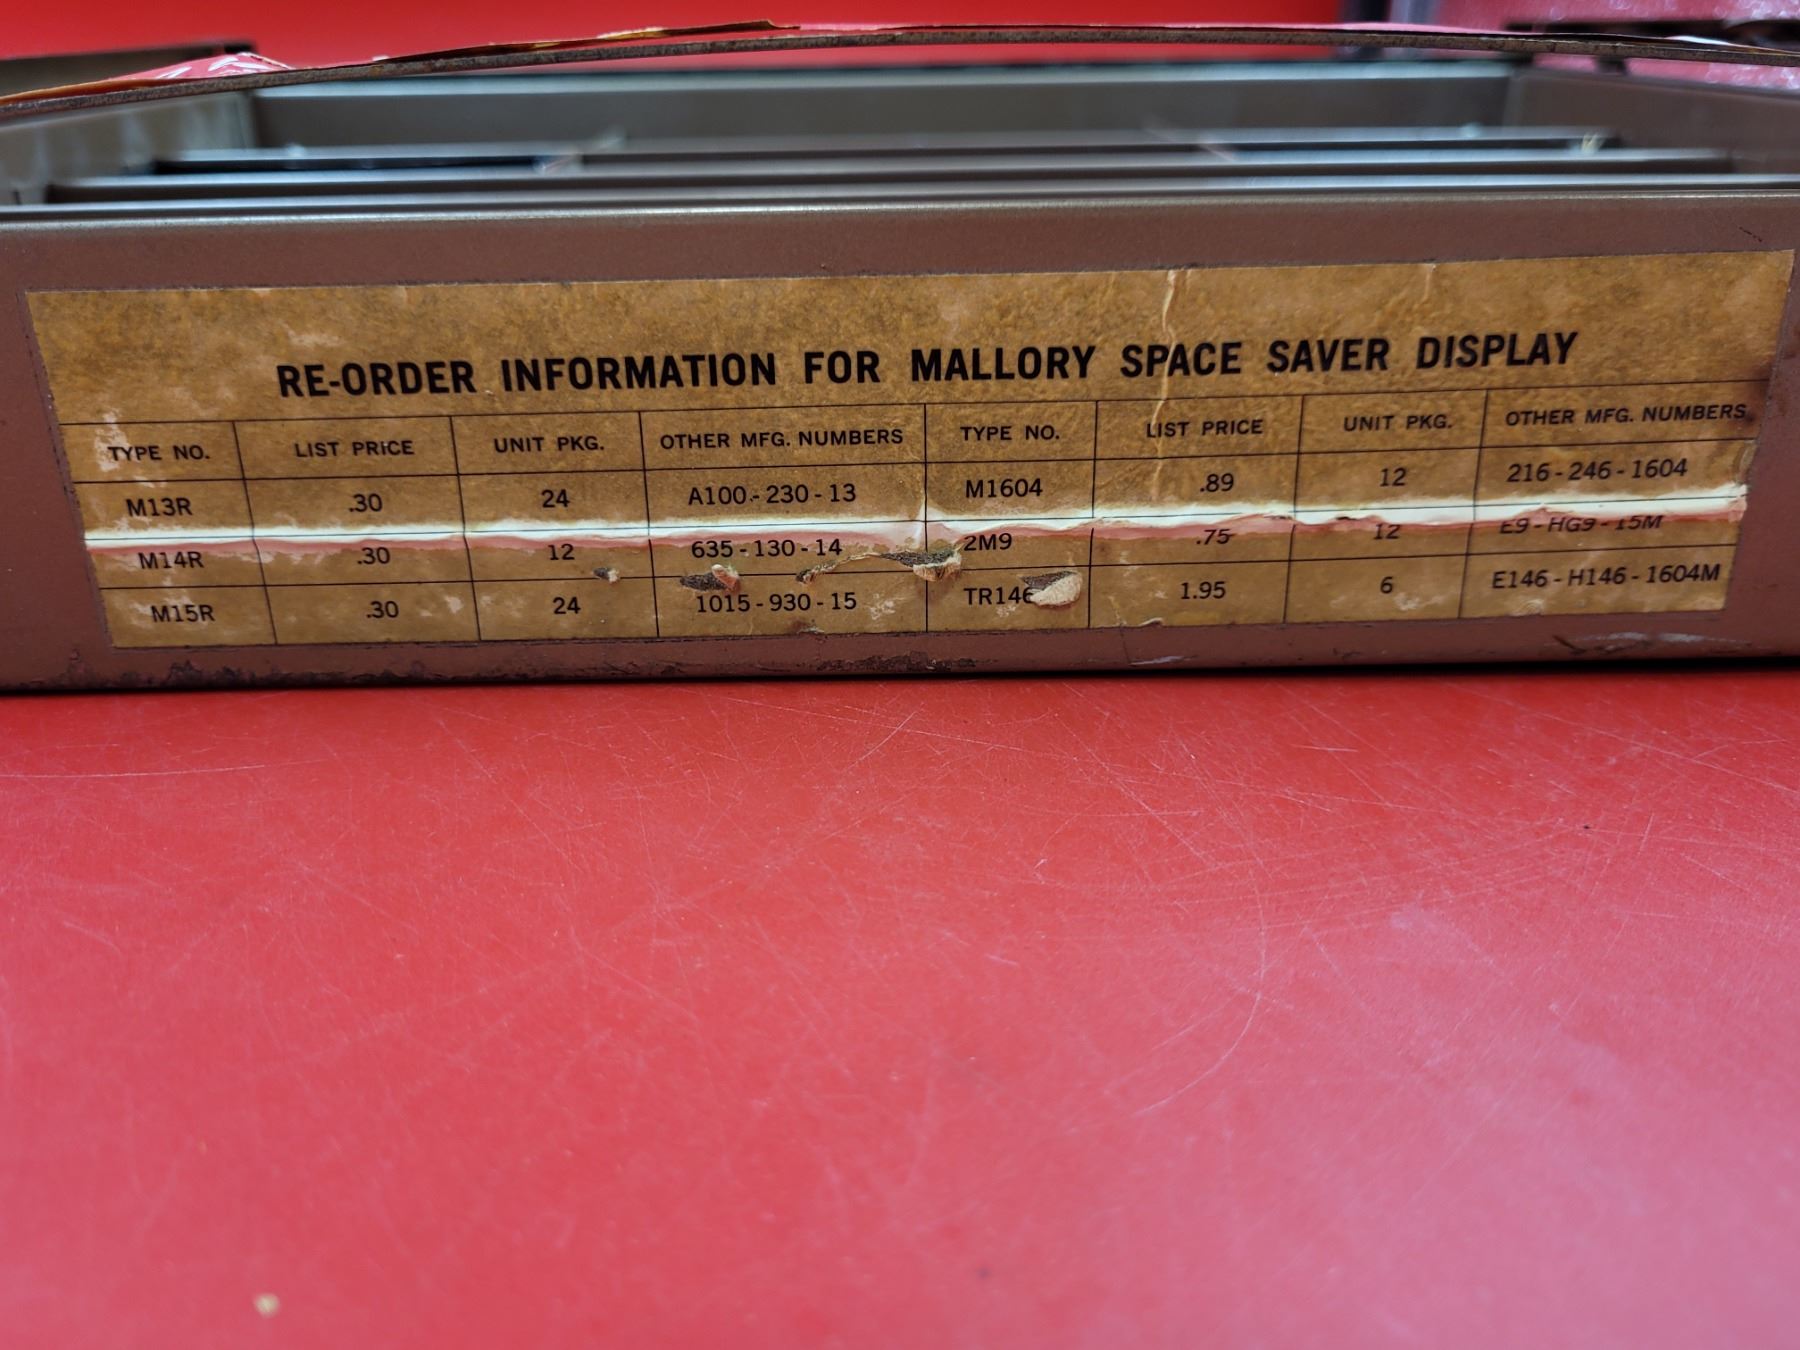 RE-ORDER INFORMATION FOR MALLORY SPACE SAVER DISPLAY
TYPE NO. LIST PRICE UNIT PKG. OTHER MFG. NUMBERS TYPE NO. LIST PRICE UNIT PKG. OTHER MFG. NUMBERS
M13R .30 24 A100.- 230 - 13 M1604 .89 12 216 - 246 - 1604
M14R .30 12 635 - 130 - 14 2M9 .75 12 E9 - HG9 - 15M
M15R .30 24 1015 - 930 - 15 TR146 1.95 6 E146 - H146 - 1604M